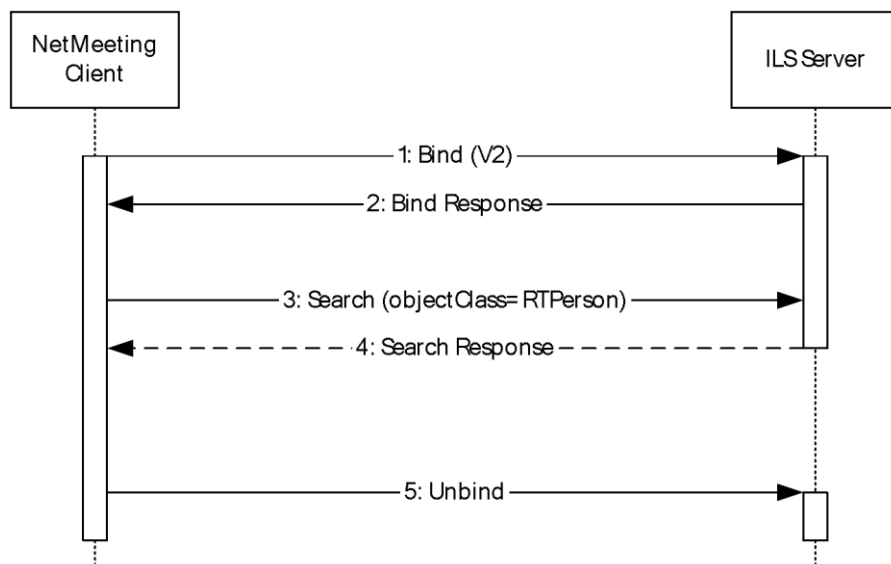 NetMeeting
Client
ILS Server
1: Bind (V2)
2: Bind Response
3: Search (objectClass= RTPerson)
4: Search Response
5: Unbind